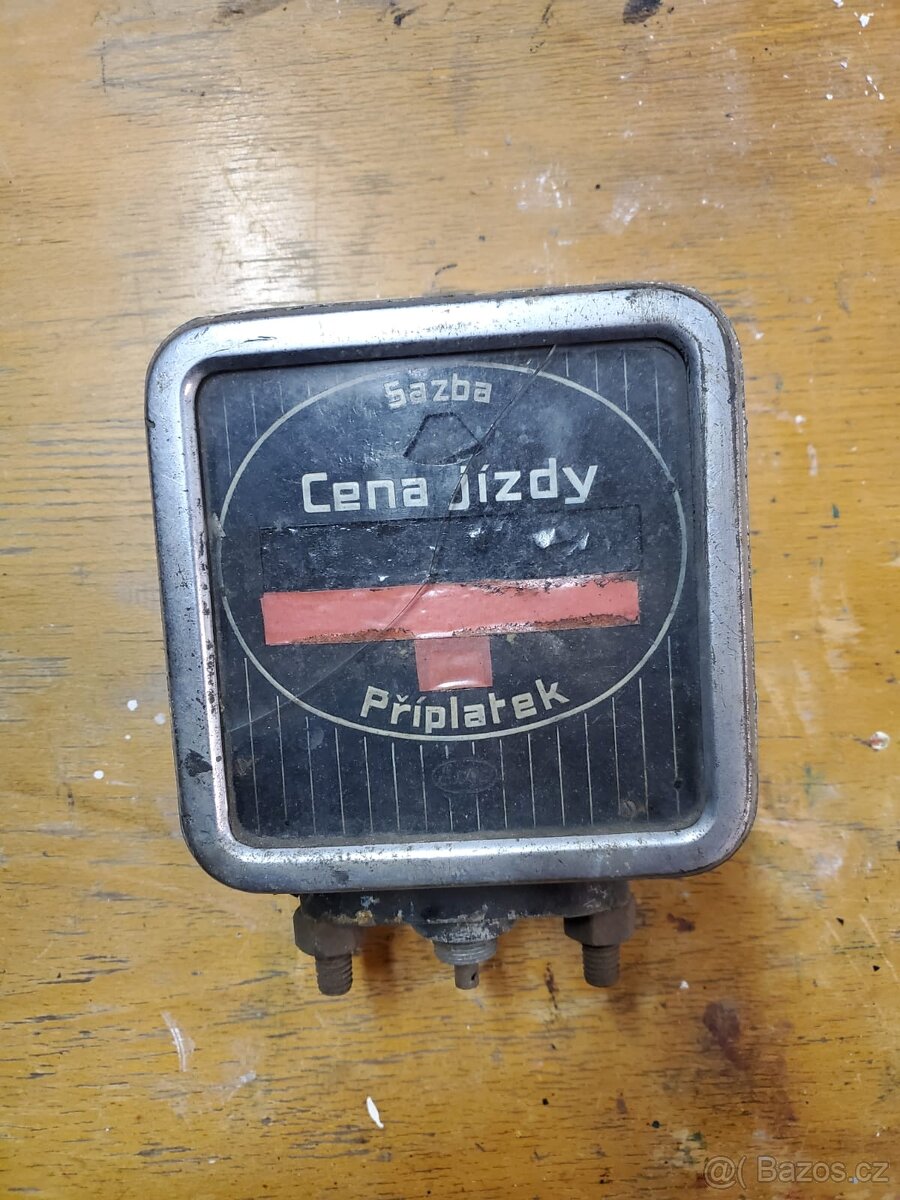 Sazba
Cena jízdy
Příplatek
@( Bazos.cz